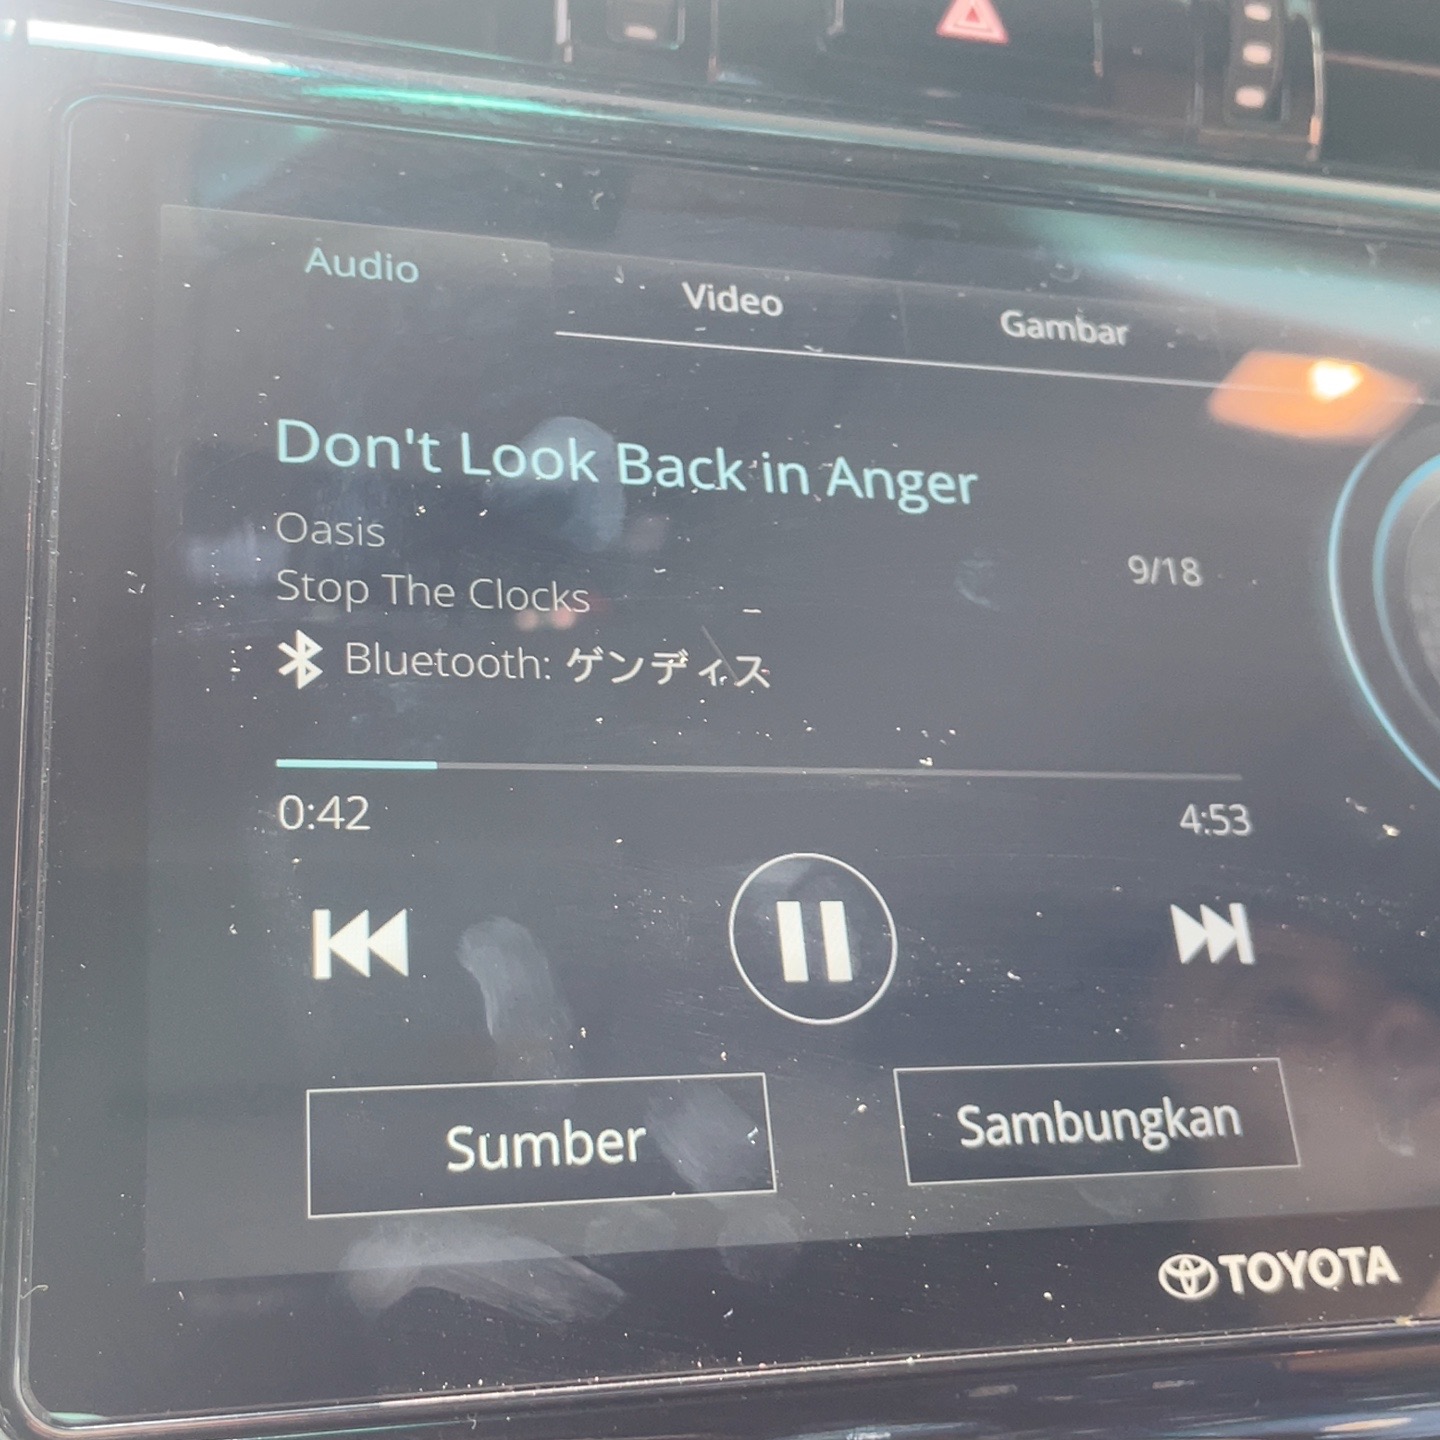 Audio
Video
Gambar
Don't Look Back in Anger
Oasis
9/18
Stop The Clocks
Bluetooth: ゲンディス
0:42
4:53
Sumber
Sambungkan
TOYOTA